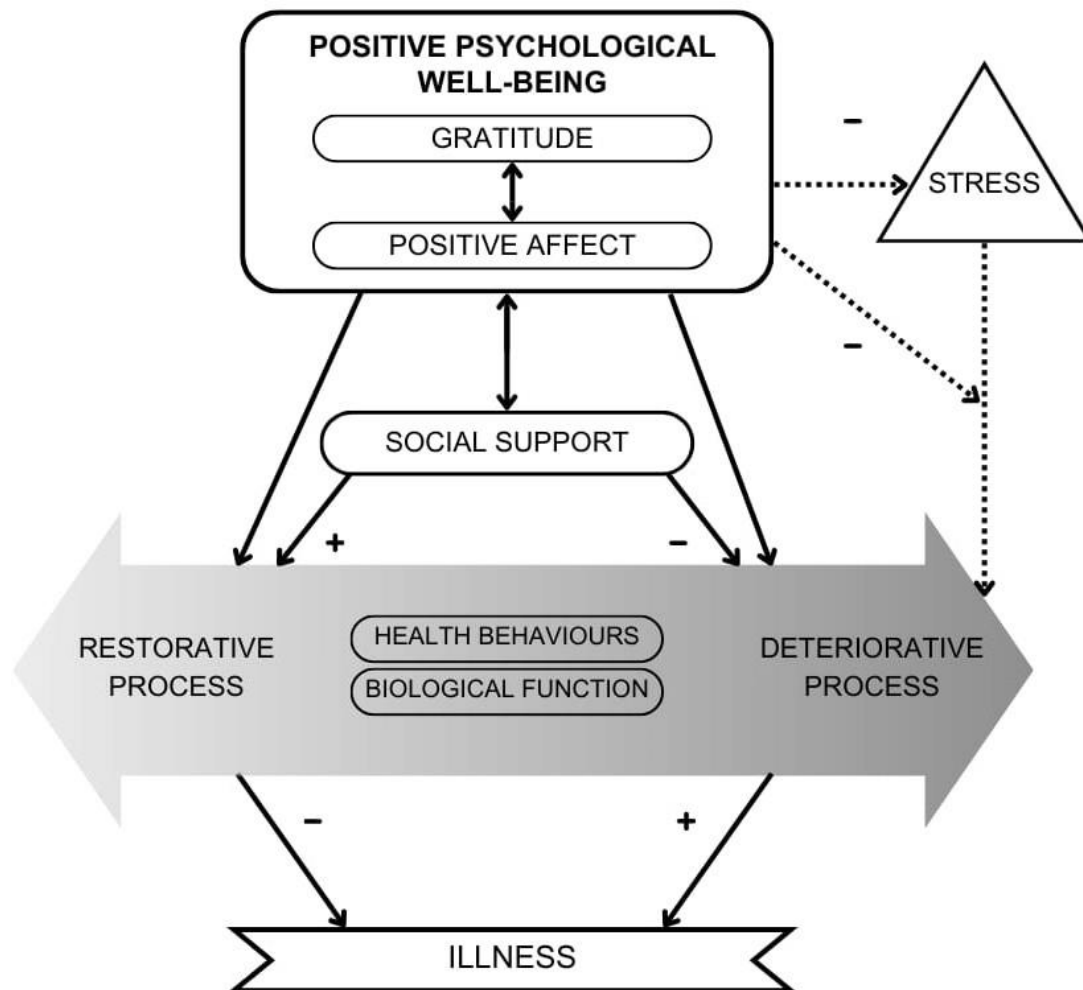 POSITIVE PSYCHOLOGICAL
WELL-BEING
GRATITUDE
POSITIVE AFFECT
–
STRESS
–
SOCIAL SUPPORT
+
–
RESTORATIVE
PROCESS
HEALTH BEHAVIOURS
BIOLOGICAL FUNCTION
DETERIORATIVE
PROCESS
–
+
ILLNESS